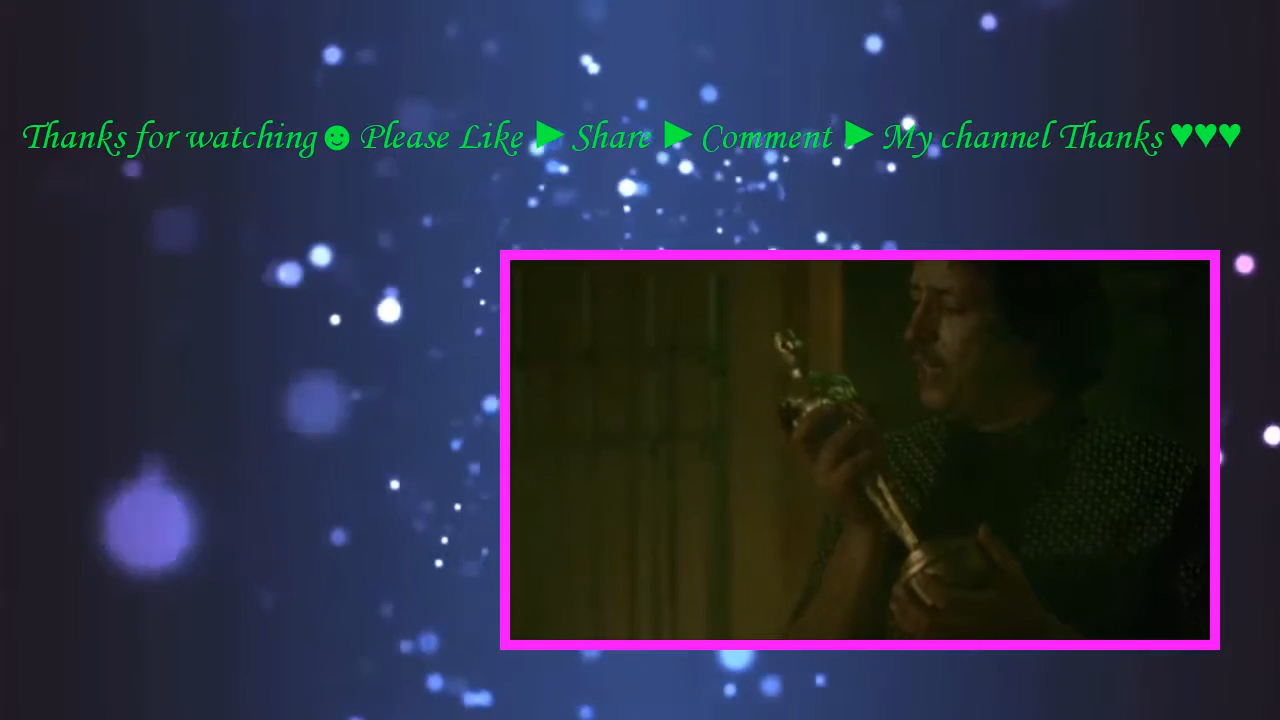 Thanks for watching☻Please Like ► Share ► Comment ► My channel Thanks ♥♥♥